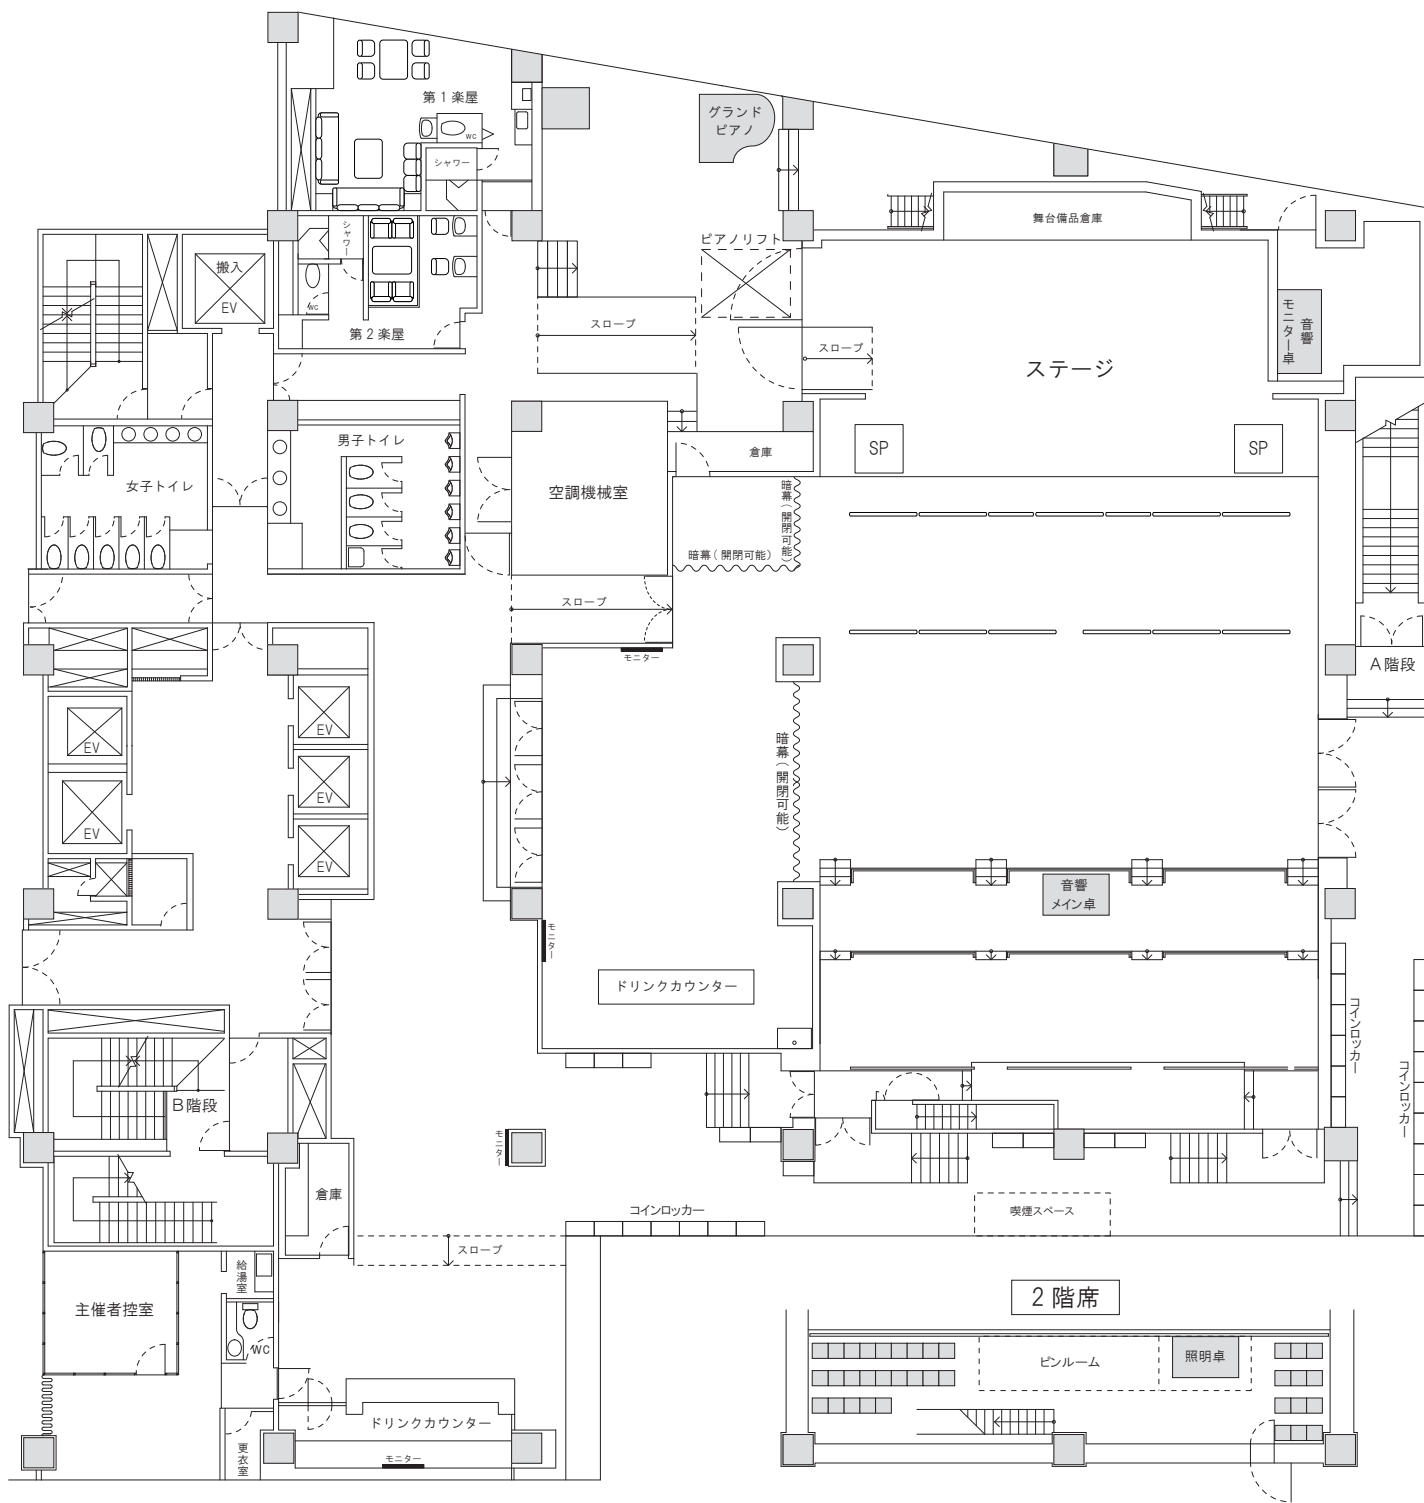 グランド
ピアノ
第１楽屋
WC
シャワー
シャワー
舞台備品倉庫
ピアノリフト
搬入
EV
WC
第２楽屋
スロープ
スロープ
音響
モニター卓
ステージ
男子トイレ
SP
SP
倉庫
女子トイレ
空調機械室
暗幕（開閉可能）
暗幕（開閉可能）
スロープ
モニター
A階段
EV
EV
EV
EV
EV
暗幕（開閉可能）
音響
メイン卓
モニター
ドリンクカウンター
コインロッカー
コインロッカー
B階段
モニター
倉庫
コインロッカー
喫煙スペース
スロープ
給湯室
主催者控室
WC
２階席
ピンルーム
照明卓
ドリンクカウンター
モニター
更衣室